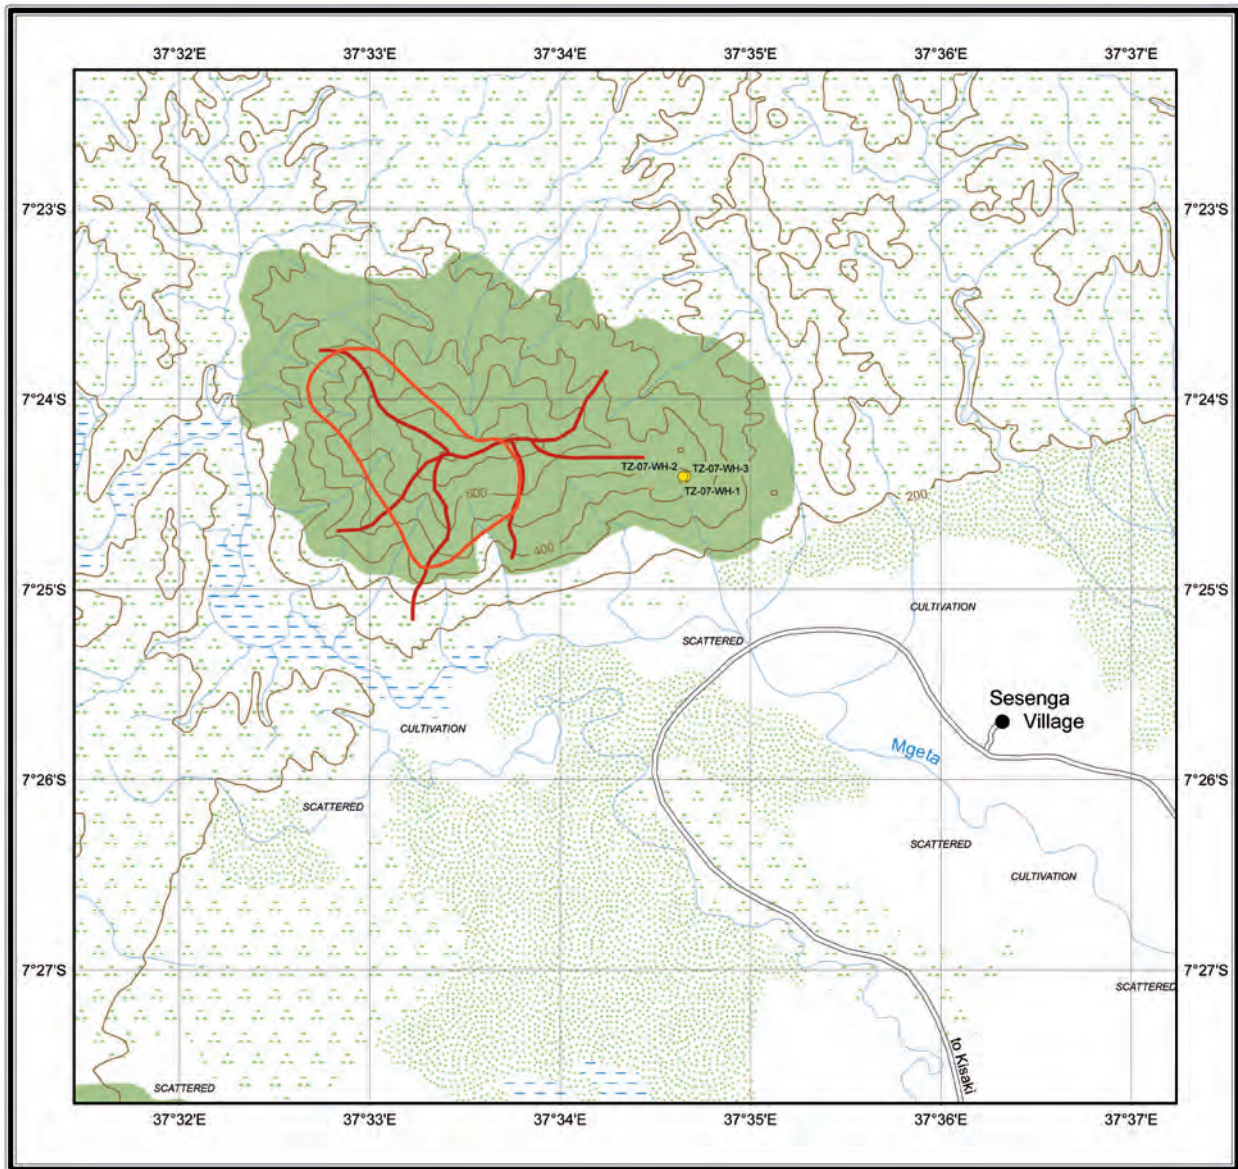 37°32'E 37°33'E 37°34'E 37°35'E 37°36'E 37°37'E
7°23'S 7°23'S
7°24'S 7°24'S
TZ-07-WH-2 TZ-07-WH-3
TZ-07-WH-1
600
200
400
7°25'S 7°25'S
CULTIVATION
SCATTERED
Sesenga
Village
CULTIVATION
Mgeta
7°26'S 7°26'S
SCATTERED
SCATTERED
CULTIVATION
7°27'S 7°27'S
SCATTERED
to Kisaki
SCATTERED
37°32'E 37°33'E 37°34'E 37°35'E 37°36'E 37°37'E